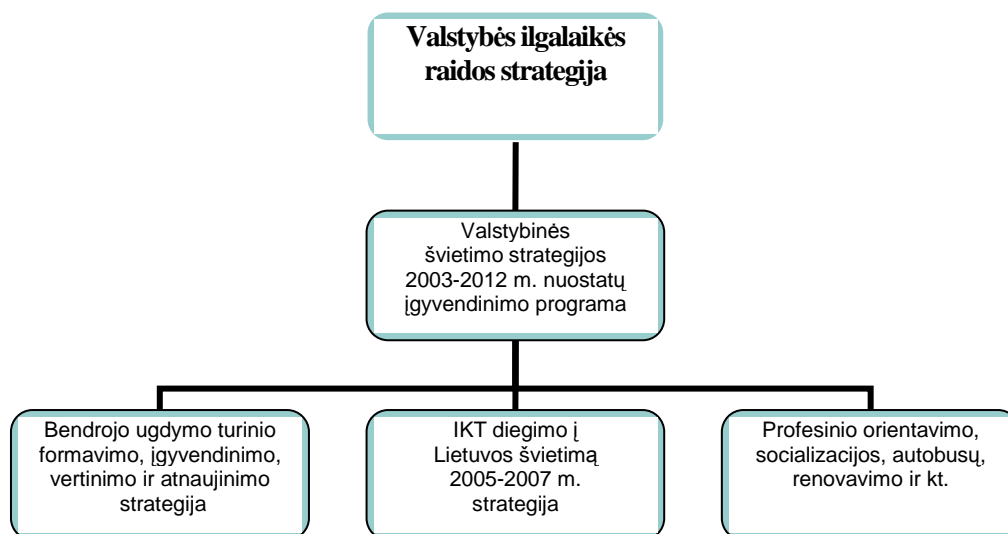 Valstybės ilgalaikės
raidos strategija
Valstybinės
švietimo strategijos
2003-2012 m. nuostatų
įgyvendinimo programa
Bendrojo ugdymo turinio
formavimo, įgyvendinimo,
vertinimo ir atnaujinimo
strategija
IKT diegimo į
Lietuvos švietimą
2005-2007 m.
strategija
Profesinio orientavimo,
socializacijos, autobusų,
renovavimo ir kt.